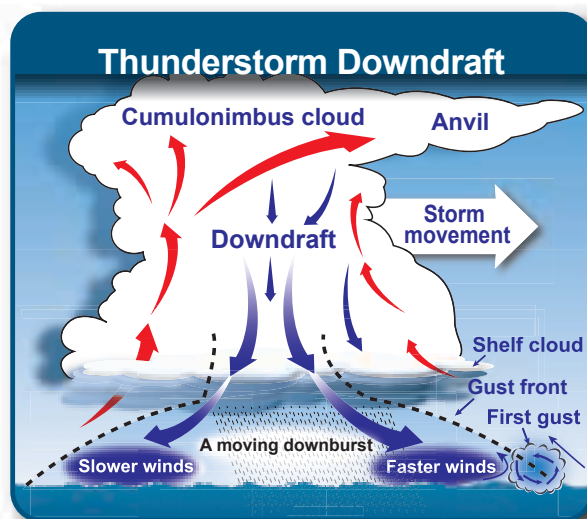 Thunderstorm Downdraft
Cumulonimbus cloud
Anvil
Storm
movement
Downdraft
Shelf cloud
Gust front
First gust
A moving downburst
Slower winds
Faster winds